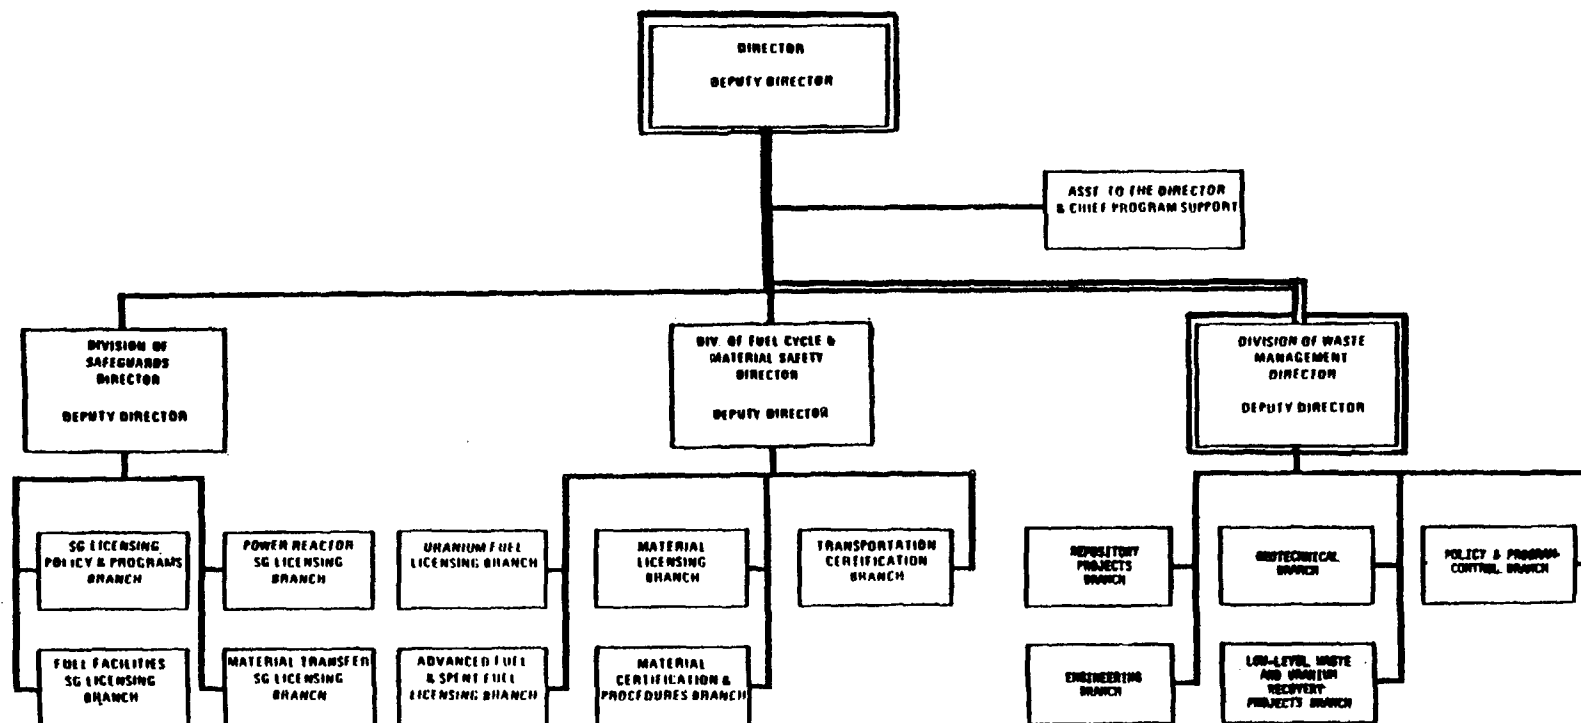 DIRECTOR
DEPUTY DIRECTOR
ASST. TO THE DIRECTOR
& CHIEF PROGRAM SUPPORT
DIVISION OF
SAFEGUARDS
DIRECTOR
DEPUTY DIRECTOR
DIV. OF FUEL CYCLE &
MATERIAL SAFETY
DIRECTOR
DEPUTY DIRECTOR
DIVISION OF WASTE
MANAGEMENT
DIRECTOR
DEPUTY DIRECTOR
SG LICENSING
POLICY & PROGRAMS
BRANCH
POWER REACTOR
SG LICENSING
BRANCH
URANIUM FUEL
LICENSING BRANCH
MATERIAL
LICENSING
BRANCH
TRANSPORTATION
CERTIFICATION
BRANCH
REPOSITORY
PROJECTS
BRANCH
GEOTECHNICAL
BRANCH
POLICY & PROGRAM
CONTROL BRANCH
FUEL FACILITIES
SG LICENSING
BRANCH
MATERIAL TRANSFER
SG LICENSING
BRANCH
ADVANCED FUEL
& SPENT FUEL
LICENSING BRANCH
MATERIAL
CERTIFICATION &
PROCEDURES BRANCH
ENGINEERING
BRANCH
LOW-LEVEL WASTE
AND URANIUM
RECOVERY
PROJECTS BRANCH